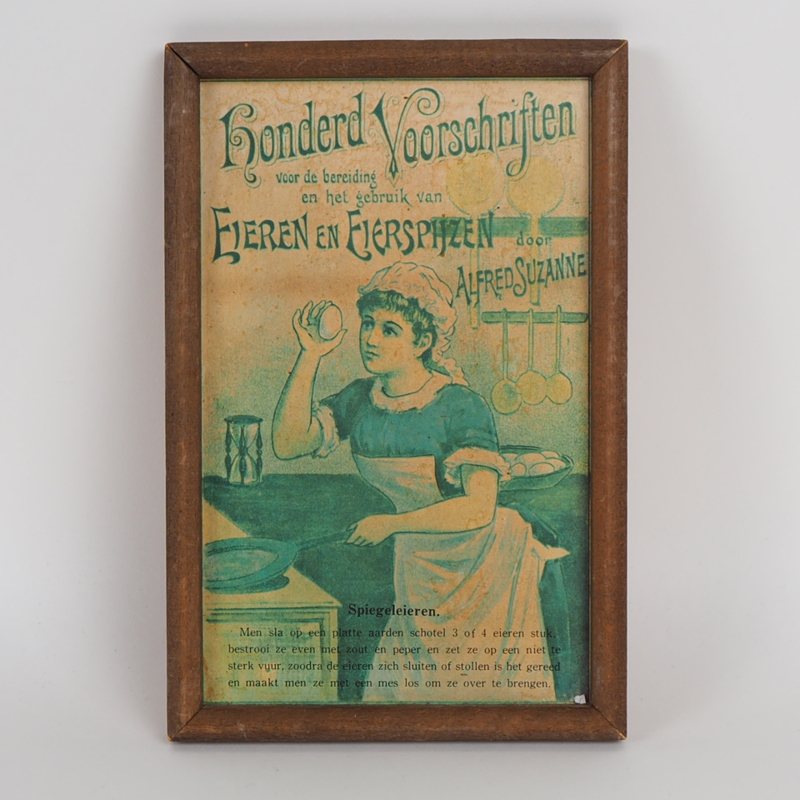 Honderd Voorschriften
voor de bereiding
en het gebruik van
EIEREN EN EIERSPIJZEN
door
ALFRED SUZANNE
Spiegeleieren.
Men sla op een platte aarden schotel 3 of 4 eieren stuk,
bestrooi ze even met zout en peper en zet ze op een niet te
sterk vuur, zoodra de eieren zich sluiten of stollen is het gereed
en maakt men ze met een mes los om ze over te brengen.